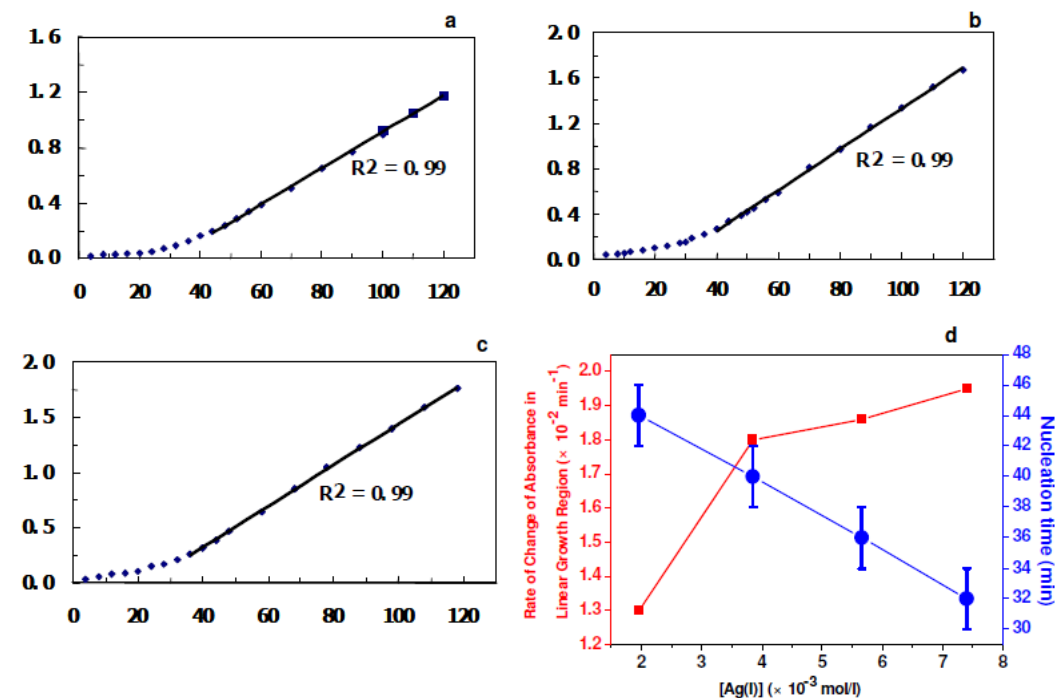 a
1.6
1.2
0.8
0.4
0.0
R2 = 0.99
0 20 40 60 80 100 120
b
2.0
1.6
1.2
0.8
0.4
0.0
R2 = 0.99
0 20 40 60 80 100 120
c
2.0
1.5
1.0
0.5
0.0
R2 = 0.99
0 20 40 60 80 100 120
d
Rate of Change of Absorbance in
Linear Growth Region (× 10⁻² min⁻¹)
2.0
1.9
1.8
1.7
1.6
1.5
1.4
1.3
1.2
48
46
44
42
40
38
36
34
32
30
Nucleation time (min)
2 3 4 5 6 7 8
[Ag(I)] (× 10⁻³ mol/l)